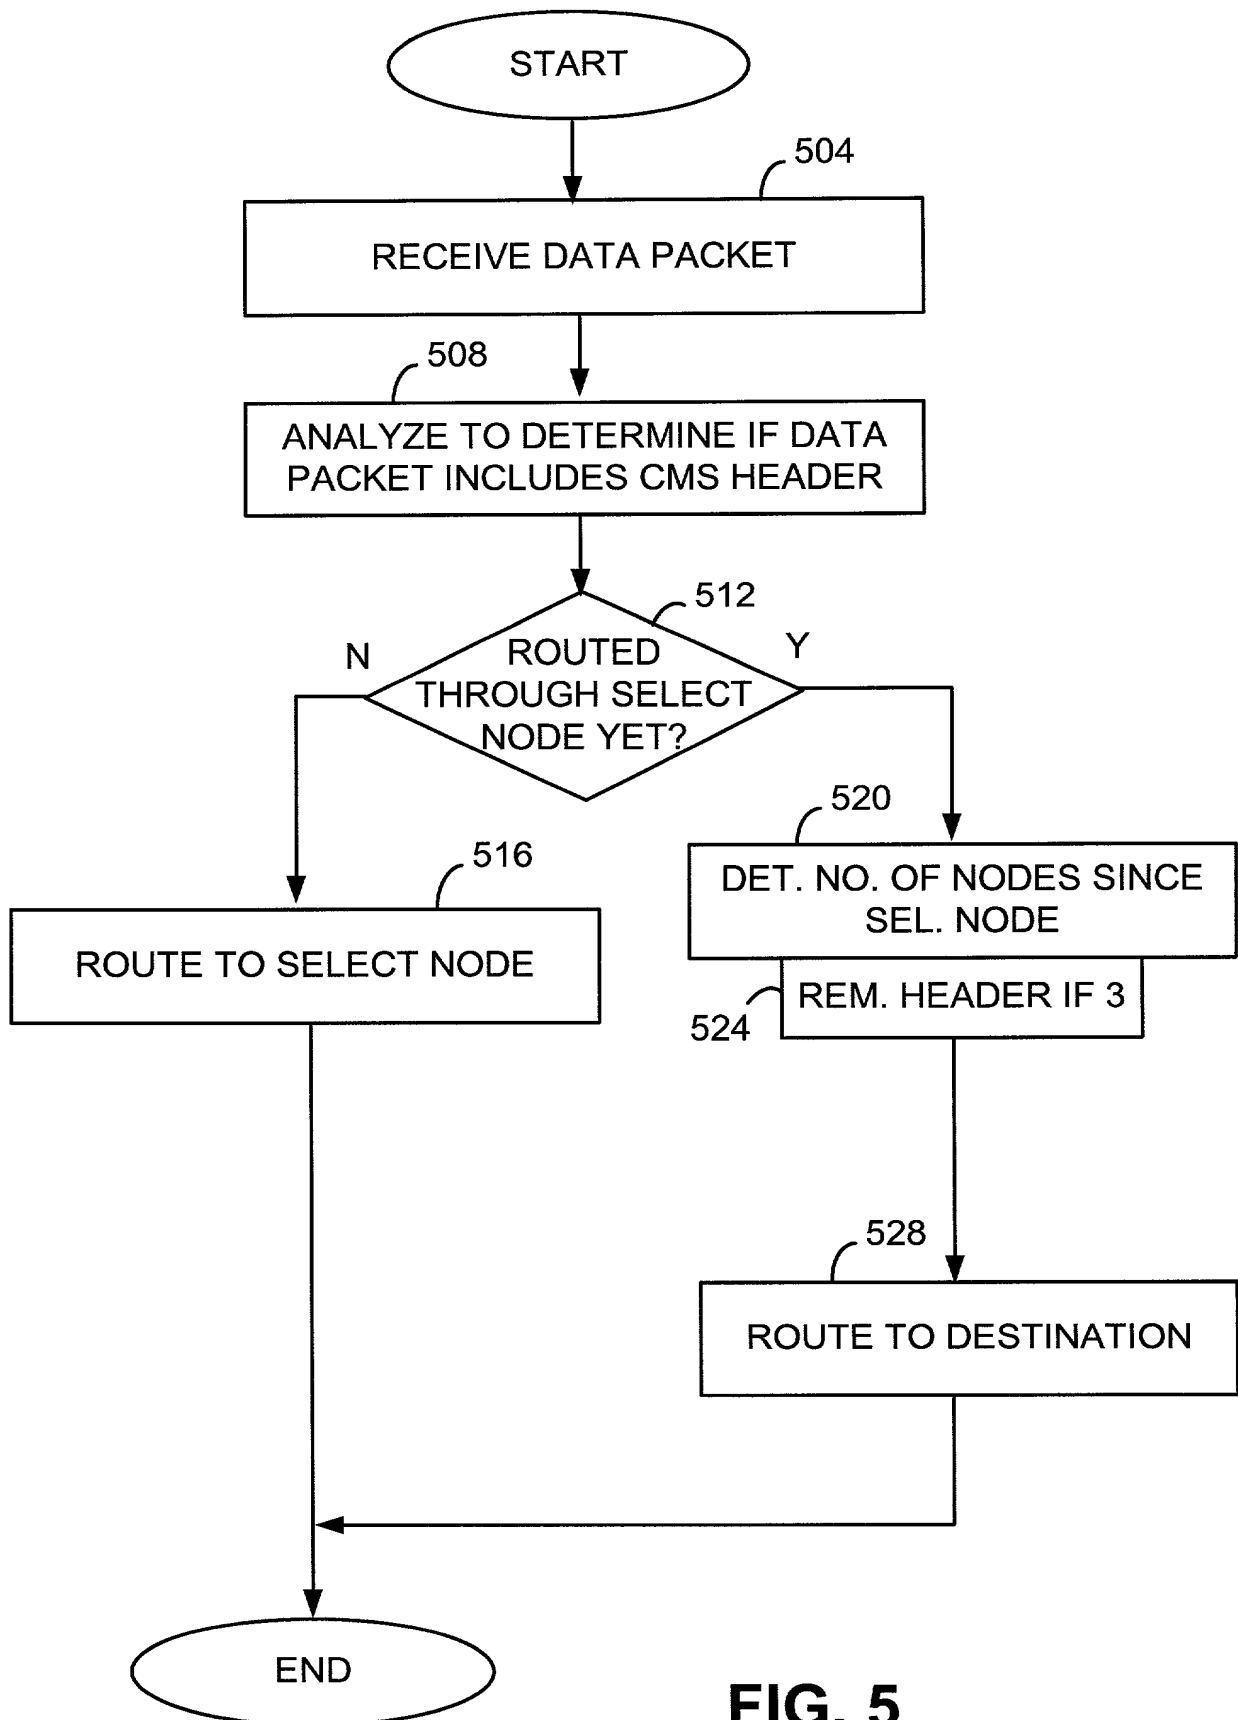 START
504
RECEIVE DATA PACKET
508
ANALYZE TO DETERMINE IF DATA
PACKET INCLUDES CMS HEADER
512
N
Y
ROUTED
THROUGH SELECT
NODE YET?
520
516
DET. NO. OF NODES SINCE
SEL. NODE
ROUTE TO SELECT NODE
REM. HEADER IF 3
524
528
ROUTE TO DESTINATION
END
FIG. 5